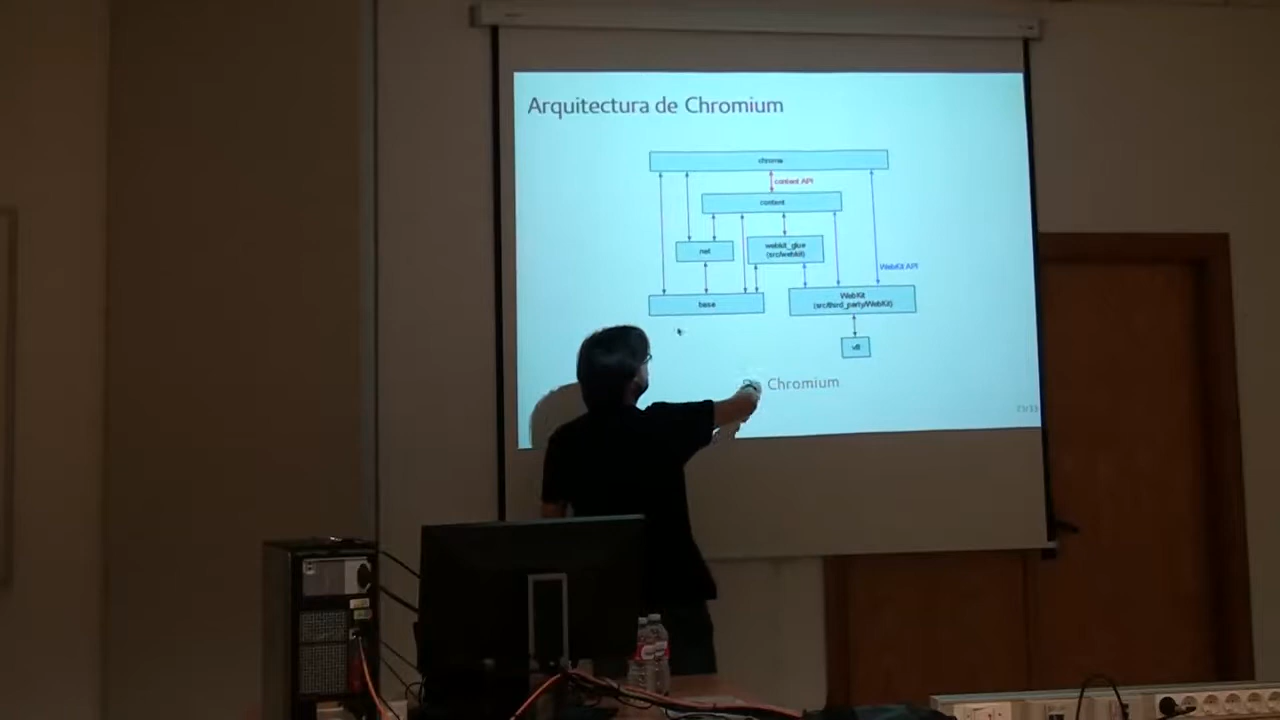 Arquitectura de Chromium
chrome
content API
content
net
webkit_glue
(src/webkit)
WebKit API
base
WebKit
(src/third_party/WebKit)
v8
Chromium